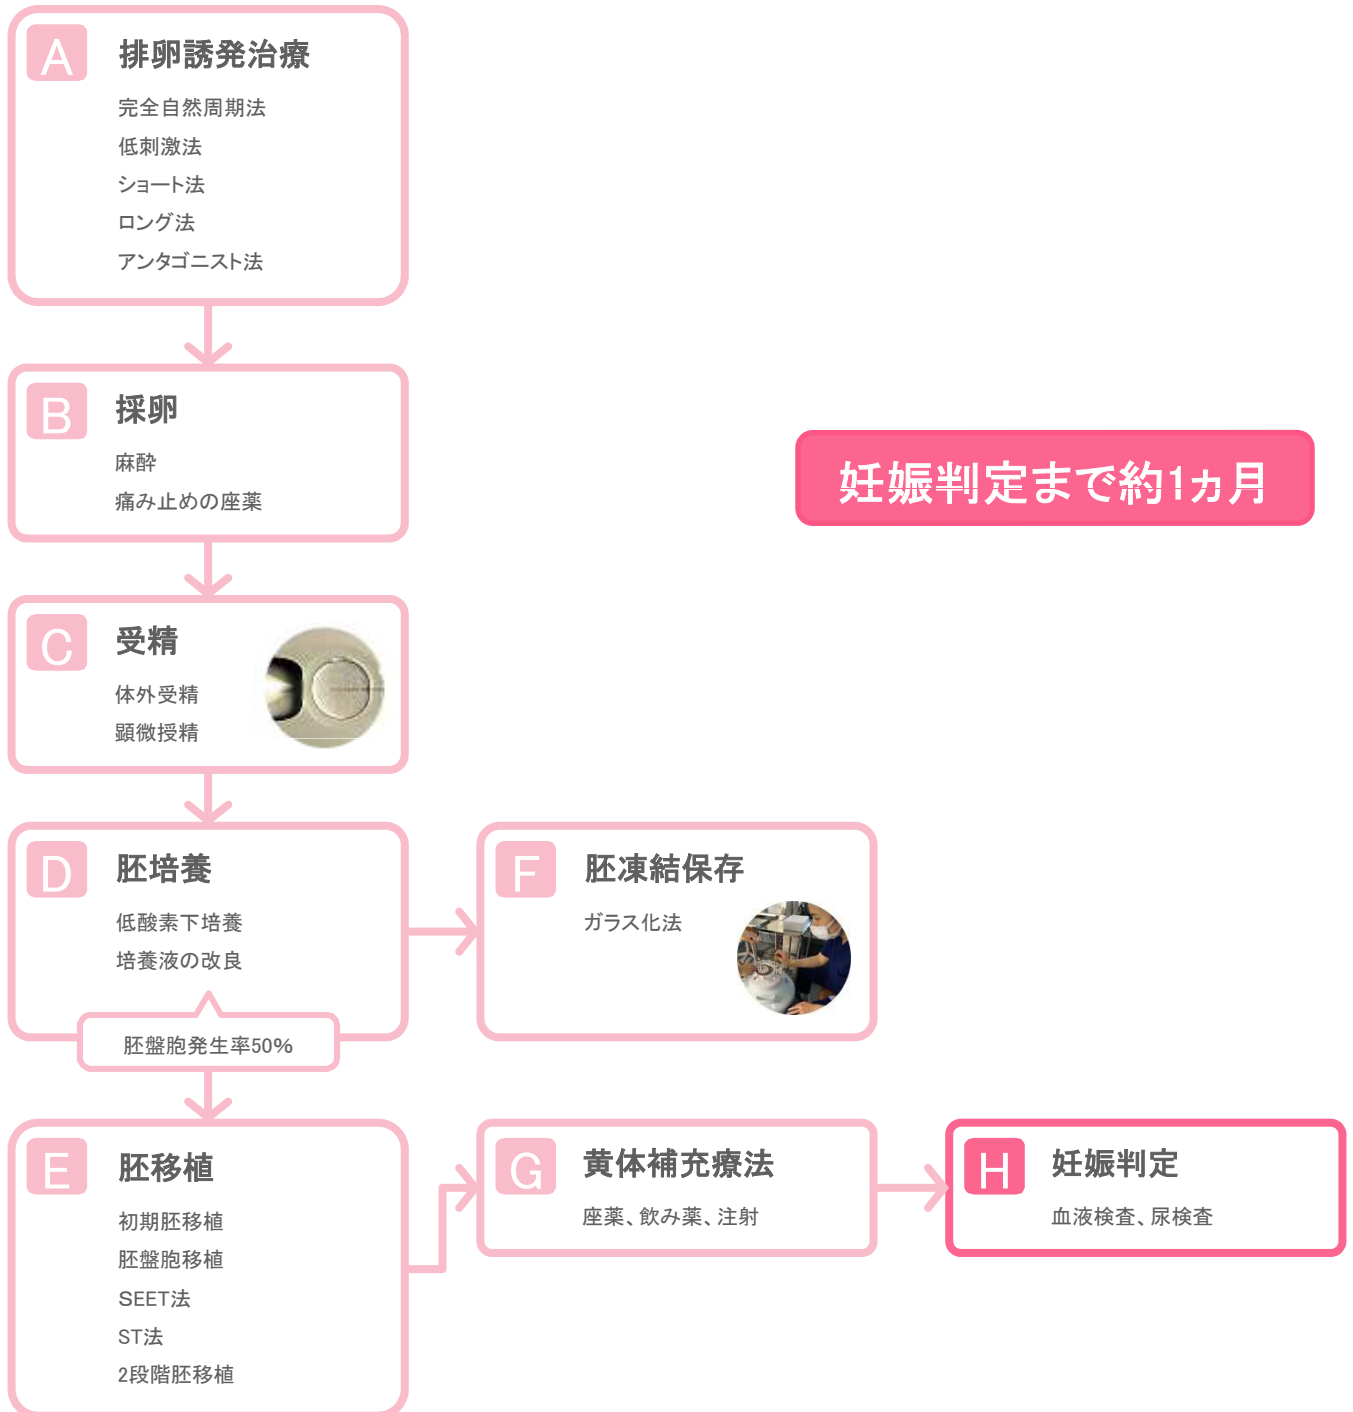 A 排卵誘発治療
完全自然周期法
低刺激法
ショート法
ロング法
アンタゴニスト法
B 採卵
麻酔
痛み止めの座薬
妊娠判定まで約1ヵ月
C 受精
体外受精
顕微授精
D 胚培養
低酸素下培養
培養液の改良
胚盤胞発生率50%
F 胚凍結保存
ガラス化法
E 胚移植
初期胚移植
胚盤胞移植
SEET法
ST法
2段階胚移植
G 黄体補充療法
座薬、飲み薬、注射
H 妊娠判定
血液検査、尿検査